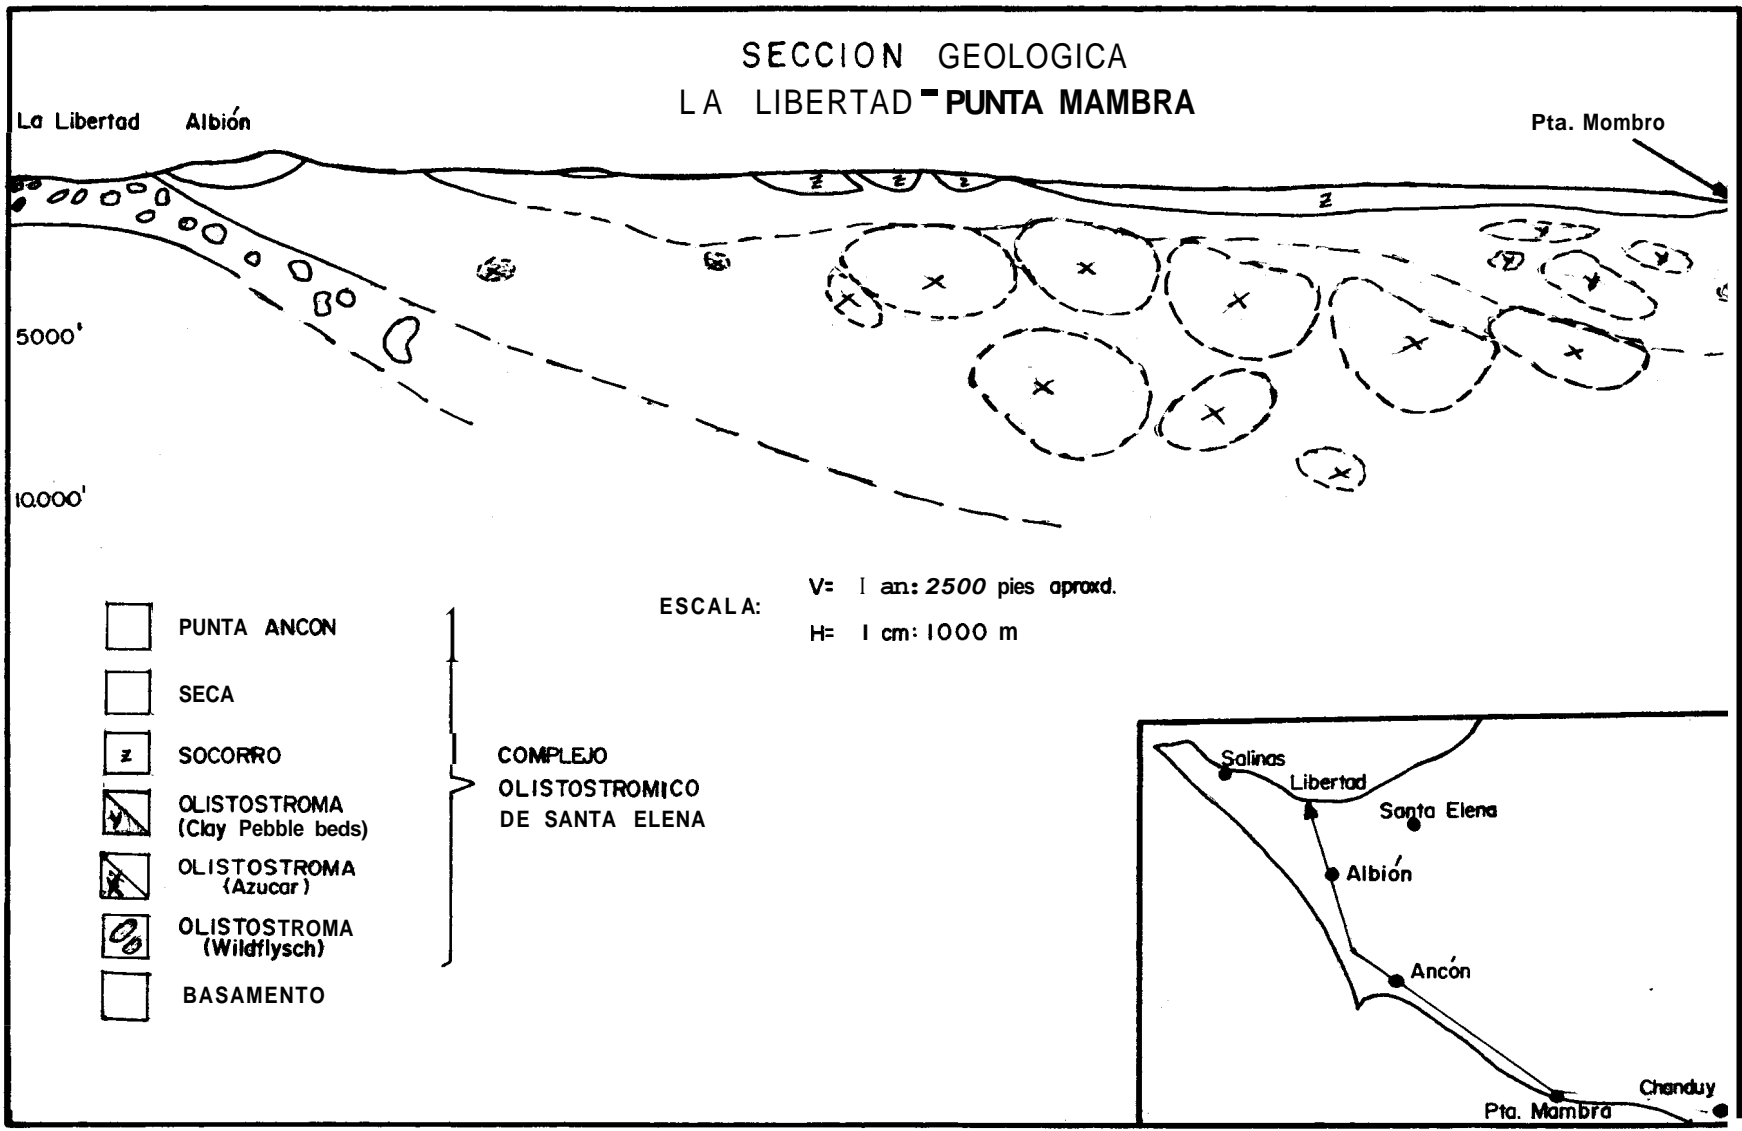 SECCION GEOLOGICA
LA LIBERTAD - PUNTA MAMBRA
La Libertad Albión
Pta. Mombro
z z z z
5000'
10.000'
V= I an: 2500 pies aproxd.
ESCALA:
H= I cm: 1000 m
PUNTA ANCON
SECA
z SOCORRO
OLISTOSTROMA
(Clay Pebble beds)
OLISTOSTROMA
(Azucar)
OLISTOSTROMA
(Wildflysch)
BASAMENTO
COMPLEJO
OLISTOSTROMICO
DE SANTA ELENA
Salinas
Libertad
Santa Elena
Albión
Ancón
Chanduy
Pta. Mambra